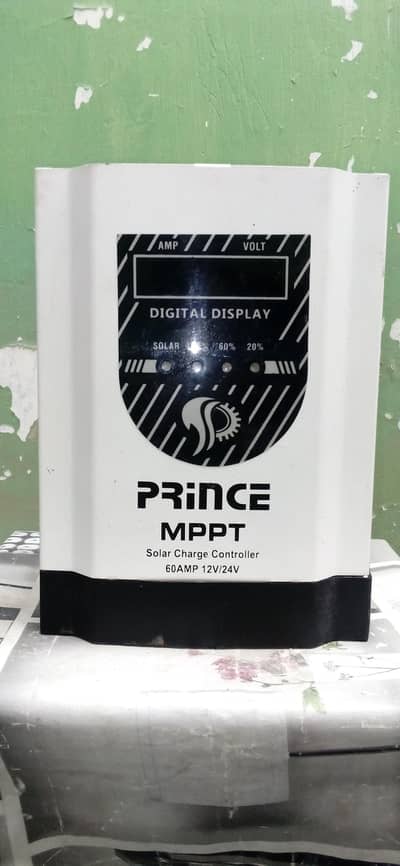 AMP VOLT
DIGITAL DISPLAY
SOLAR 60% 20%
PRiNCE
MPPT
Solar Charge Controller
60AMP 12V/24V